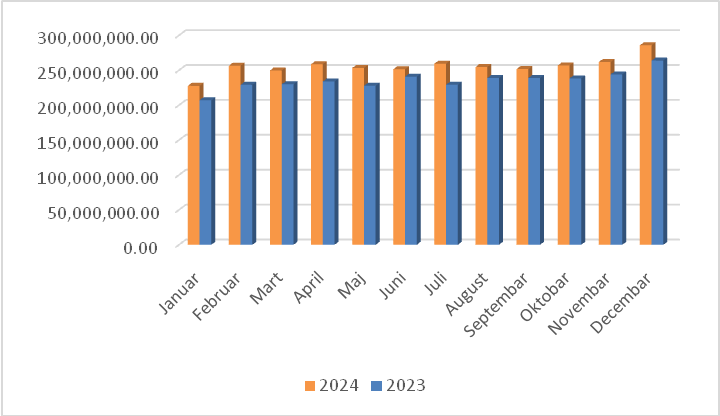 300,000,000.00
250,000,000.00
200,000,000.00
150,000,000.00
100,000,000.00
50,000,000.00
0.00
Januar
Februar
Mart
April
Maj
Juni
Juli
August
Septembar
Oktobar
Novembar
Decembar
2024 2023